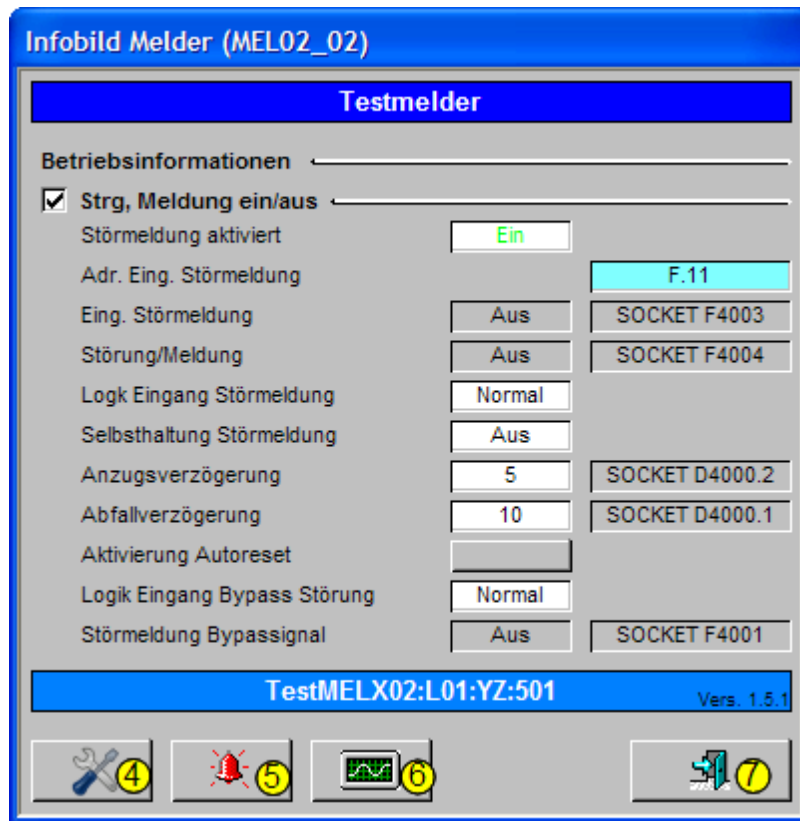 Infobild Melder (MEL02_02)
Testmelder
Betriebsinformationen
Strg, Meldung ein/aus
Störmeldung aktiviert Ein
Adr. Eing. Störmeldung F.11
Eing. Störmeldung Aus SOCKET F4003
Störung/Meldung Aus SOCKET F4004
Logk Eingang Störmeldung Normal
Selbsthaltung Störmeldung Aus
Anzugsverzögerung 5 SOCKET D4000.2
Abfallverzögerung 10 SOCKET D4000.1
Aktivierung Autoreset
Logik Eingang Bypass Störung Normal
Störmeldung Bypassignal Aus SOCKET F4001
TestMELX02:L01:YZ:501 Vers. 1.5.1
4 5 6 7